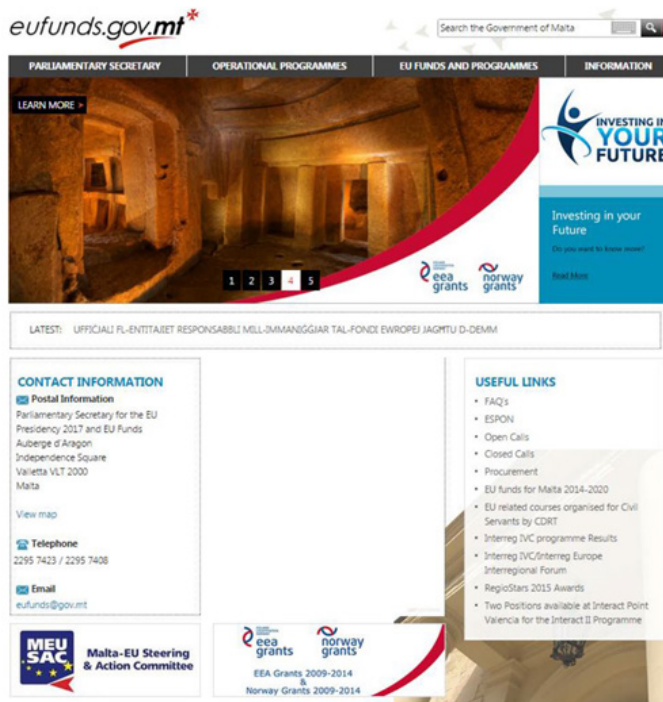 eufunds.gov.mt
Search the Government of Malta
PARLIAMENTARY SECRETARY
OPERATIONAL PROGRAMMES
EU FUNDS AND PROGRAMMES
INFORMATION
LEARN MORE >
1 2 3 4 5
eea grants
norway grants
INVESTING IN
YOUR
FUTURE
Investing in your
Future
Do you want to know more?
Read More
LATEST: UFFIĊJALI FL-ENTITAJIET RESPONSABBLI MILL-IMMANIĠĠJAR TAL-FONDI EWROPEJ JAGĦTU D-DEMM
CONTACT INFORMATION
Postal Information
Parliamentary Secretary for the EU
Presidency 2017 and EU Funds
Auberge d'Aragon
Independence Square
Valletta VLT 2000
Malta
View map
Telephone
2295 7423 / 2295 7408
Email
eufunds@gov.mt
USEFUL LINKS
FAQ's
ESPON
Open Calls
Closed Calls
Procurement
EU funds for Malta 2014-2020
EU related courses organised for Civil
Servants by CDRT
Interreg IVC programme Results
Interreg IVC/Interreg Europe
Interregional Forum
RegioStars 2015 Awards
Two Positions available at Interact Point
Valencia for the Interact II Programme
MEU
SAC
Malta-EU Steering
& Action Committee
eea grants
norway grants
EEA Grants 2009-2014
&
Norway Grants 2009-2014